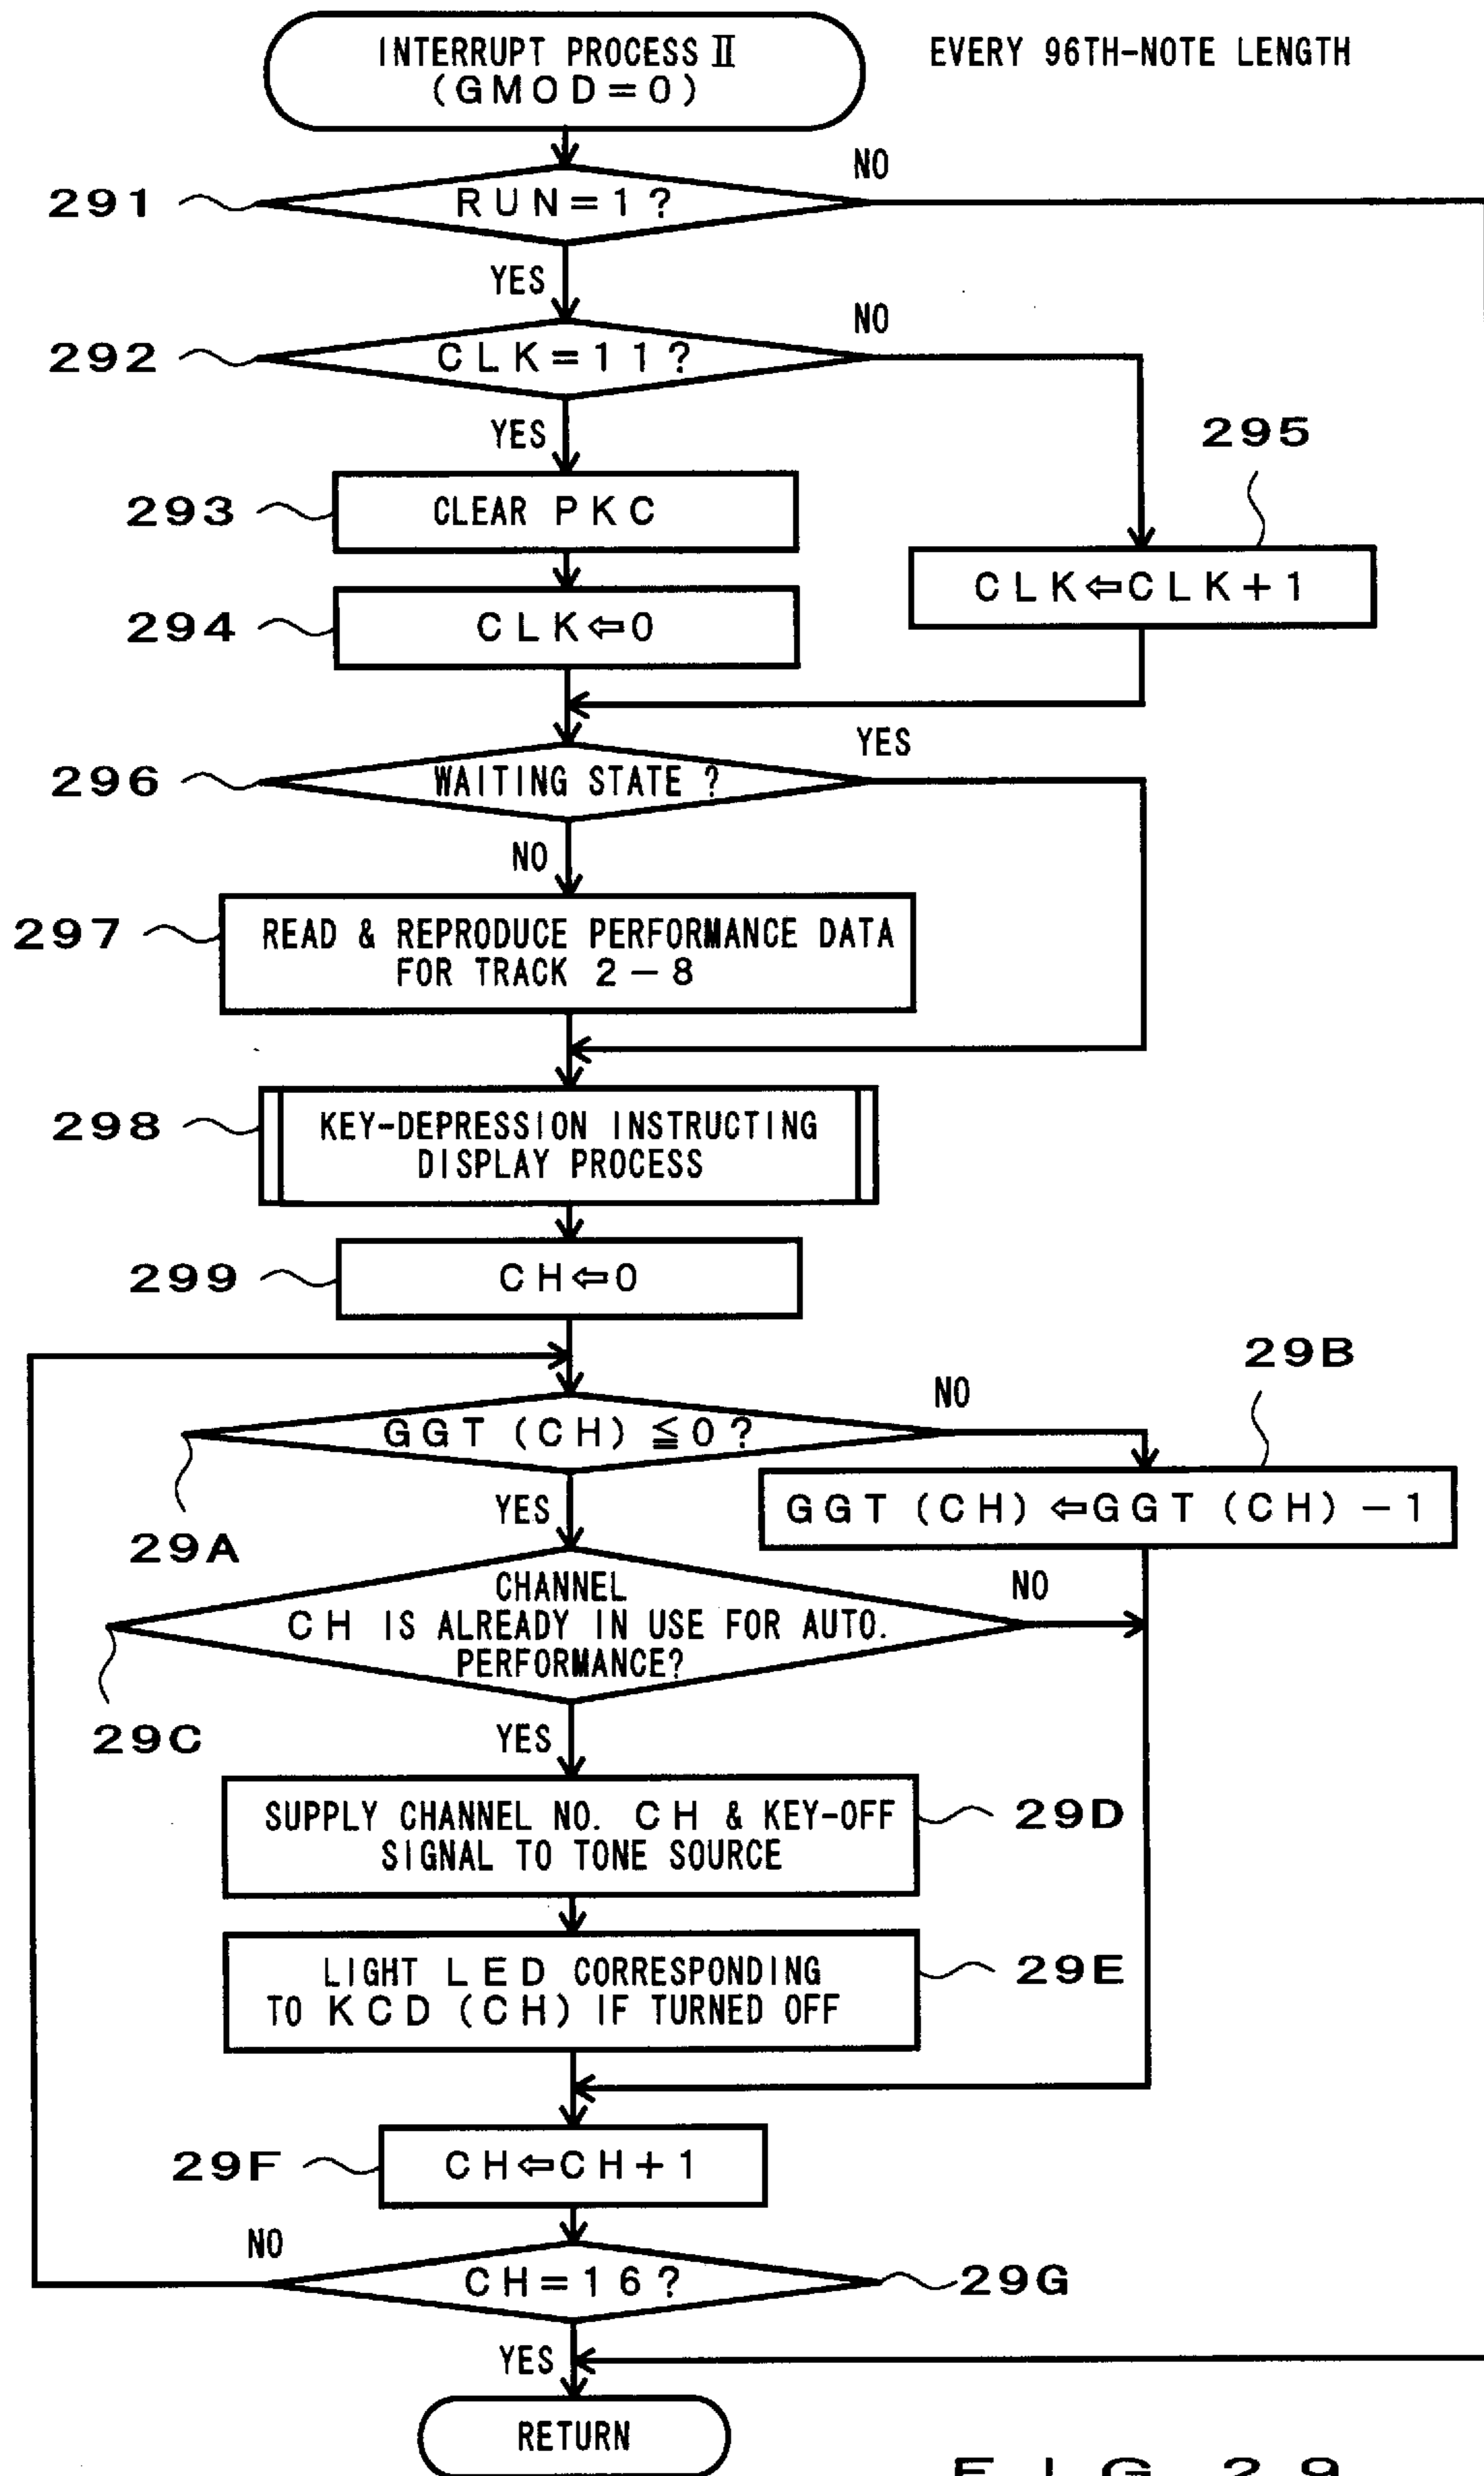 INTERRUPT PROCESS Ⅱ
(GMOD=0)
EVERY 96TH-NOTE LENGTH
291
RUN=1?
NO
YES
292
CLK=11?
NO
YES
295
293
CLEAR PKC
CLK⇦CLK+1
294
CLK⇦0
296
WAITING STATE ?
YES
NO
297
READ & REPRODUCE PERFORMANCE DATA
FOR TRACK 2-8
298
KEY-DEPRESSION INSTRUCTING
DISPLAY PROCESS
299
CH⇦0
29B
29A
GGT (CH) ≦0?
NO
YES
GGT (CH) ⇦GGT (CH) -1
29C
CHANNEL
CH IS ALREADY IN USE FOR AUTO.
PERFORMANCE?
NO
YES
SUPPLY CHANNEL NO. CH & KEY-OFF
SIGNAL TO TONE SOURCE
29D
LIGHT LED CORRESPONDING
TO KCD (CH) IF TURNED OFF
29E
29F
CH⇦CH+1
NO
CH=16?
29G
YES
RETURN
FIG 29